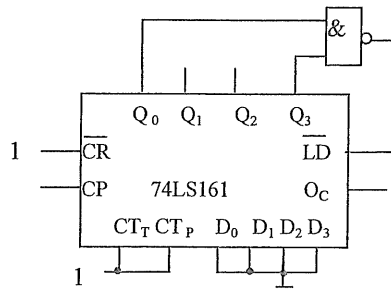 &
Q0 Q1 Q2 Q3
1 CR LD
CP 74LS161 OC
CTT CTP D0 D1 D2 D3
1